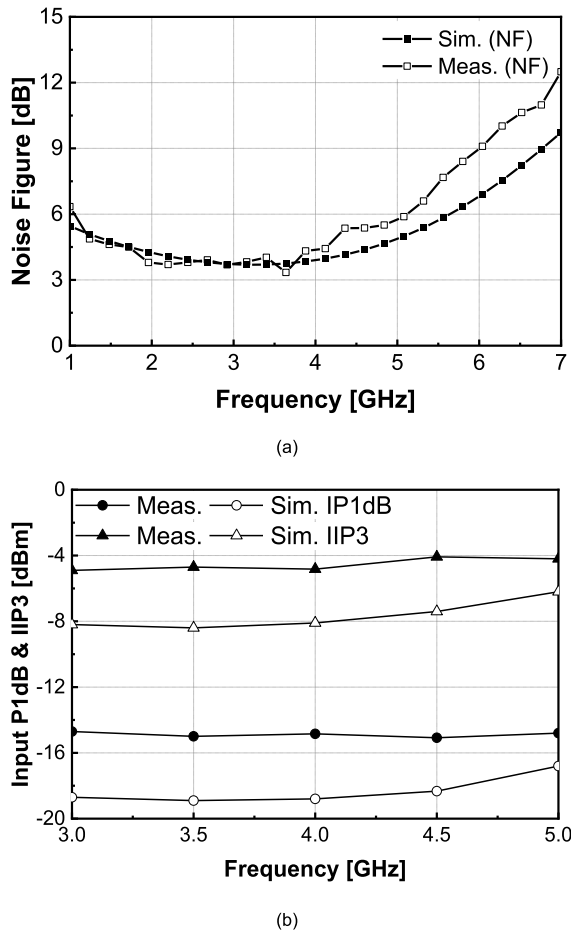 15
12
9
6
3
0
Noise Figure [dB]
Sim. (NF)
Meas. (NF)
1 2 3 4 5 6 7
Frequency [GHz]
(a)
0
-4
-8
-12
-16
-20
Input P1dB & IIP3 [dBm]
Meas. Sim. IP1dB
Meas. Sim. IIP3
3.0 3.5 4.0 4.5 5.0
Frequency [GHz]
(b)